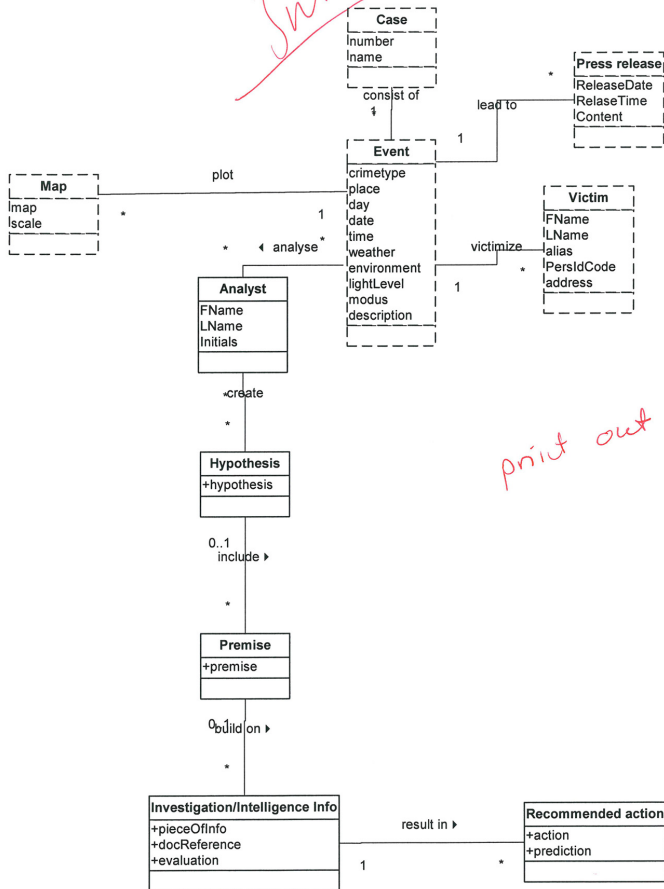 Case
number
name
consist of
1
*
Press release
ReleaseDate
RelaseTime
Content
*
lead to
1
Event
crimetype
place
day
date
time
weather
environment
lightLevel
modus
description
Map
map
scale
plot
*
1
Victim
FName
LName
alias
PersIdCode
address
victimize
1
*
* ◂ analyse *
Analyst
FName
LName
Initials
*create
*
Hypothesis
+hypothesis
0..1
include ▸
*
Premise
+premise
0..1
build on ▸
*
Investigation/Intelligence Info
+pieceOfInfo
+docReference
+evaluation
result in ▸
1
*
Recommended action
+action
+prediction
print out